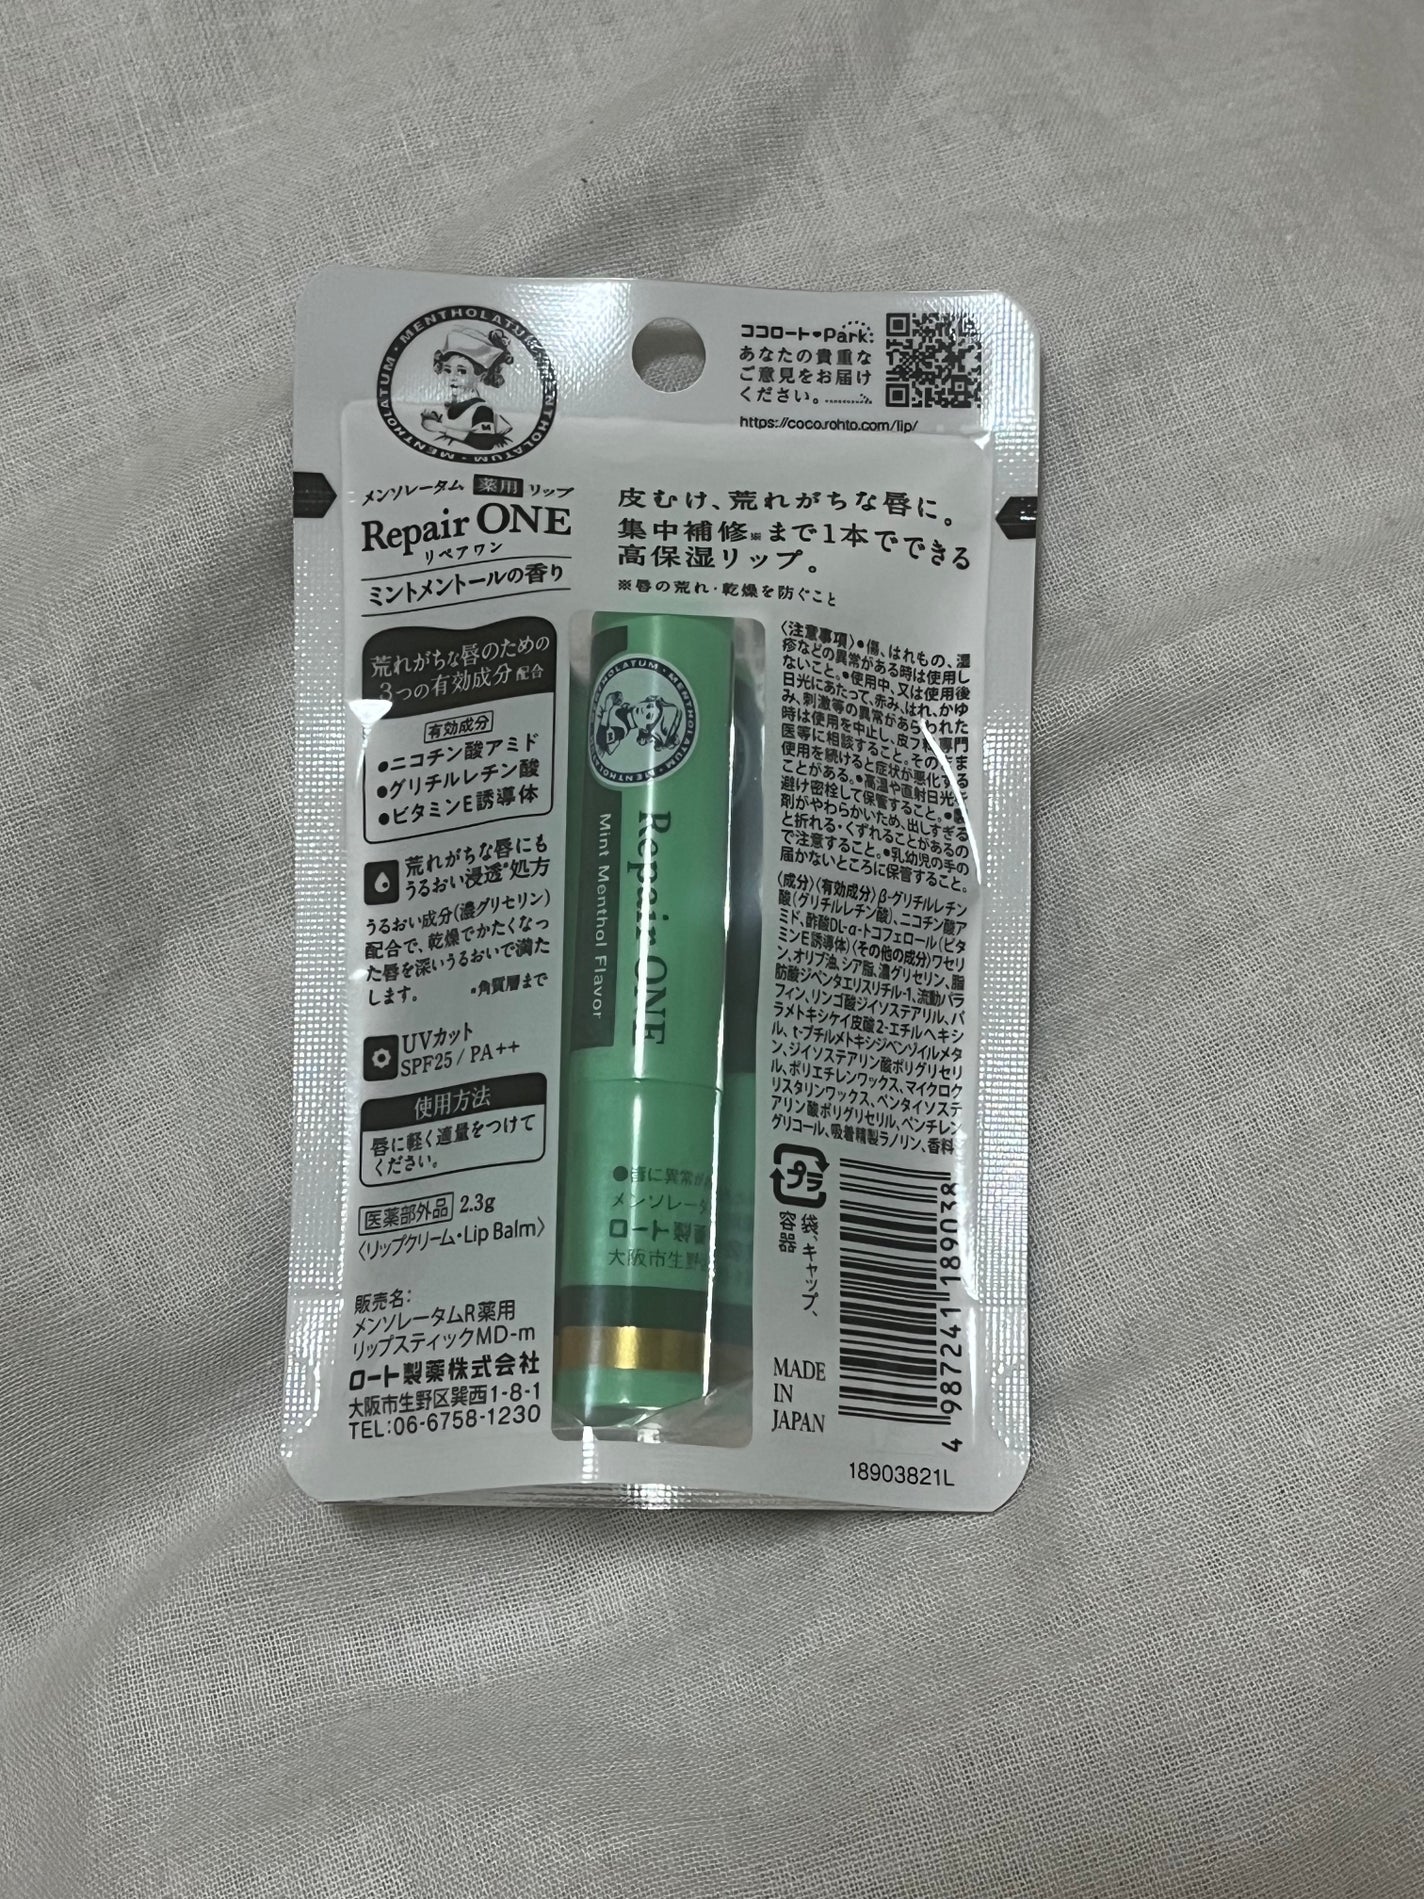 MENTHOLATUM・MENTHOLATUM・MENTHOLATUM
ココロート♥Park:
あなたの貴重な
ご意見をお届け
ください。
https://coco.rohto.com/lip/
メンソレータム 薬用 リップ
Repair ONE
リペアワン
ミントメントールの香り
皮むけ、荒れがちな唇に。
集中補修※まで1本でできる
高保湿リップ。
※唇の荒れ・乾燥を防ぐこと
荒れがちな唇のための
3つの有効成分 配合
有効成分
●ニコチン酸アミド
●グリチルレチン酸
●ビタミンE誘導体
荒れがちな唇にも
うるおい浸透*処方
うるおい成分(濃グリセリン)
配合で、乾燥でかたくなっ
た唇を深いうるおいで満た
します。 *角質層まで
UVカット
SPF25 / PA++
使用方法
唇に軽く適量をつけて
ください。
医薬部外品 2.3g
〈リップクリーム・Lip Balm〉
販売名:
メンソレータムR薬用
リップスティックMD-m
ロート製薬株式会社
大阪市生野区巽西1-8-1
TEL:06-6758-1230
MENTHOLATUM
Repair ONE
Mint Menthol Flavor
●唇に異常が
メンソレータ
ロート製薬
大阪市生野
〈注意事項〉●傷、はれもの、湿
疹などの異常がある時は使用し
ないこと。●使用中、又は使用後
日光にあたって、赤み、はれ、かゆ
み、刺激等の異常があらわれた
時は使用を中止し、皮フ科専門
医等に相談すること。そのまま
使用を続けると症状が悪化する
ことがある。●高温や直射日光を
避け密栓して保管すること。●製
剤がやわらかいため、出しすぎる
と折れる・くずれることがあるの
で注意すること。●乳幼児の手の
届かないところに保管すること。
〈成分〉〈有効成分〉β-グリチルレチン
酸(グリチルレチン酸)、ニコチン酸ア
ミド、酢酸DL-α-トコフェロール(ビタ
ミンE誘導体)〈その他の成分〉ワセリ
ン、オリブ油、シア脂、濃グリセリン、脂
肪酸ジペンタエリスリチル-1、流動パラ
フィン、リンゴ酸ジイソステアリル、パ
ラメトキシケイ皮酸2-エチルヘキシ
ル、t-ブチルメトキシジベンゾイルメタ
ン、ジイソステアリン酸ポリグリセリ
ル、ポリエチレンワックス、マイクロク
リスタリンワックス、ペンタイソステ
アリン酸ポリグリセリル、ペンチレン
グリコール、吸着精製ラノリン、香料
プラ
袋、キャップ、
容器
MADE
IN
JAPAN
4 987241 189038
18903821L